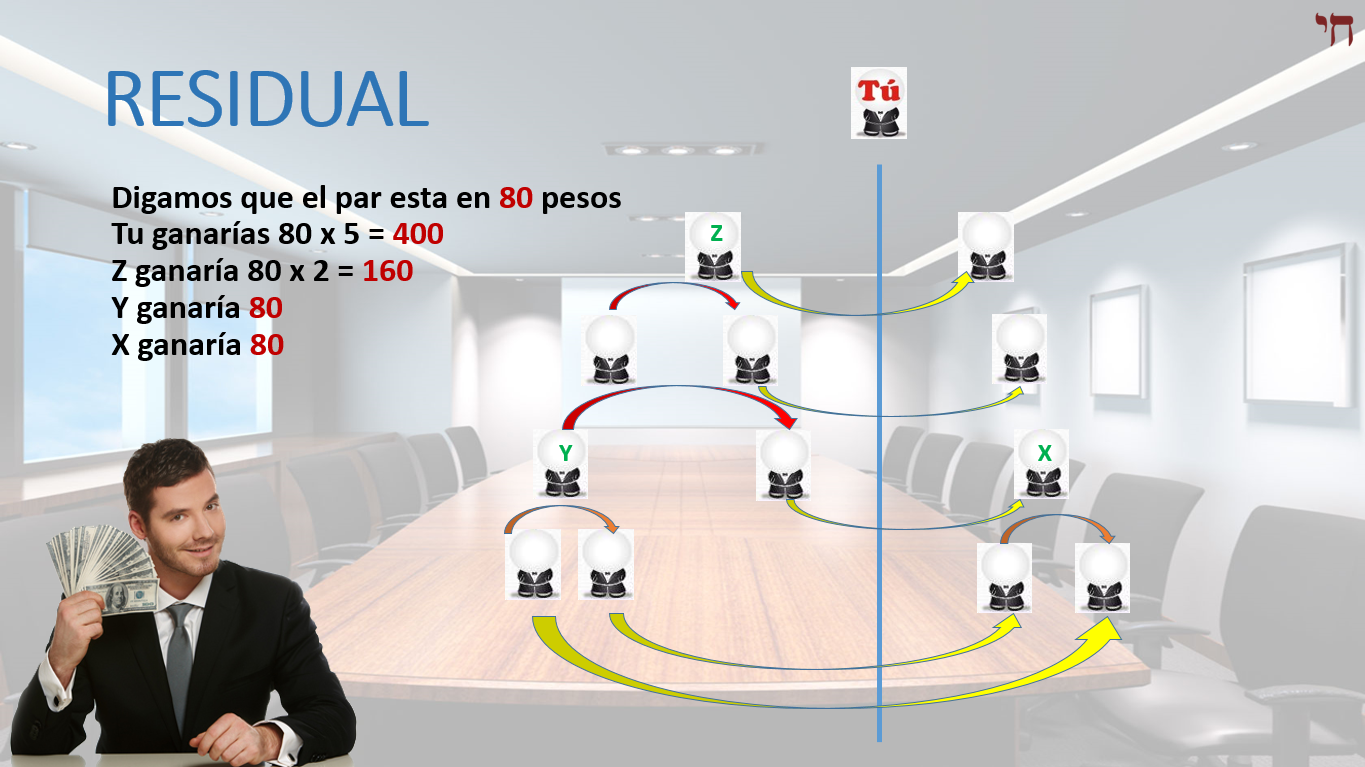 חי
RESIDUAL
Tú
Digamos que el par esta en 80 pesos
Tu ganarías 80 x 5 = 400
Z ganaría 80 x 2 = 160
Y ganaría 80
X ganaría 80
Z
Y
X